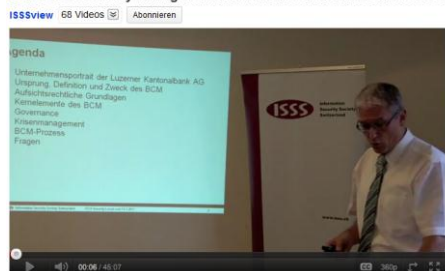 ISSSview 68 Videos Abonnieren
Agenda
Unternehmensportrait der Luzerner Kantonalbank AG
Ursprung, Definition und Zweck des BCM
Aufsichtsrechtliche Grundlagen
Kernelemente des BCM
Governance
Krisenmanagement
BCM-Prozess
Fragen
ISSS
Information
Security Society
Switzerland
00:06 / 45:07
CC 360p